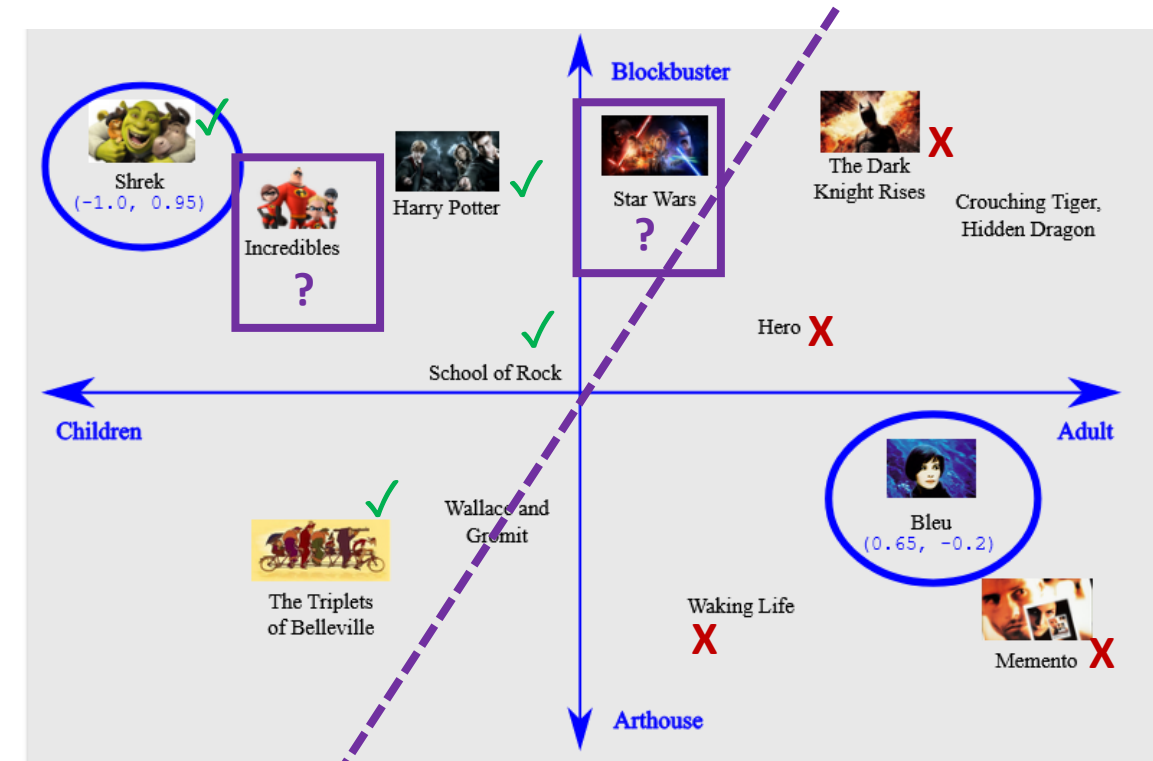 Blockbuster
Shrek
(-1.0, 0.95)
Incredibles
?
Harry Potter
Star Wars
?
The Dark
Knight Rises
X
Crouching Tiger,
Hidden Dragon
Hero X
School of Rock
Children
Adult
Wallace and
Gromit
Bleu
(0.65, -0.2)
The Triplets
of Belleville
Waking Life
X
Memento X
Arthouse